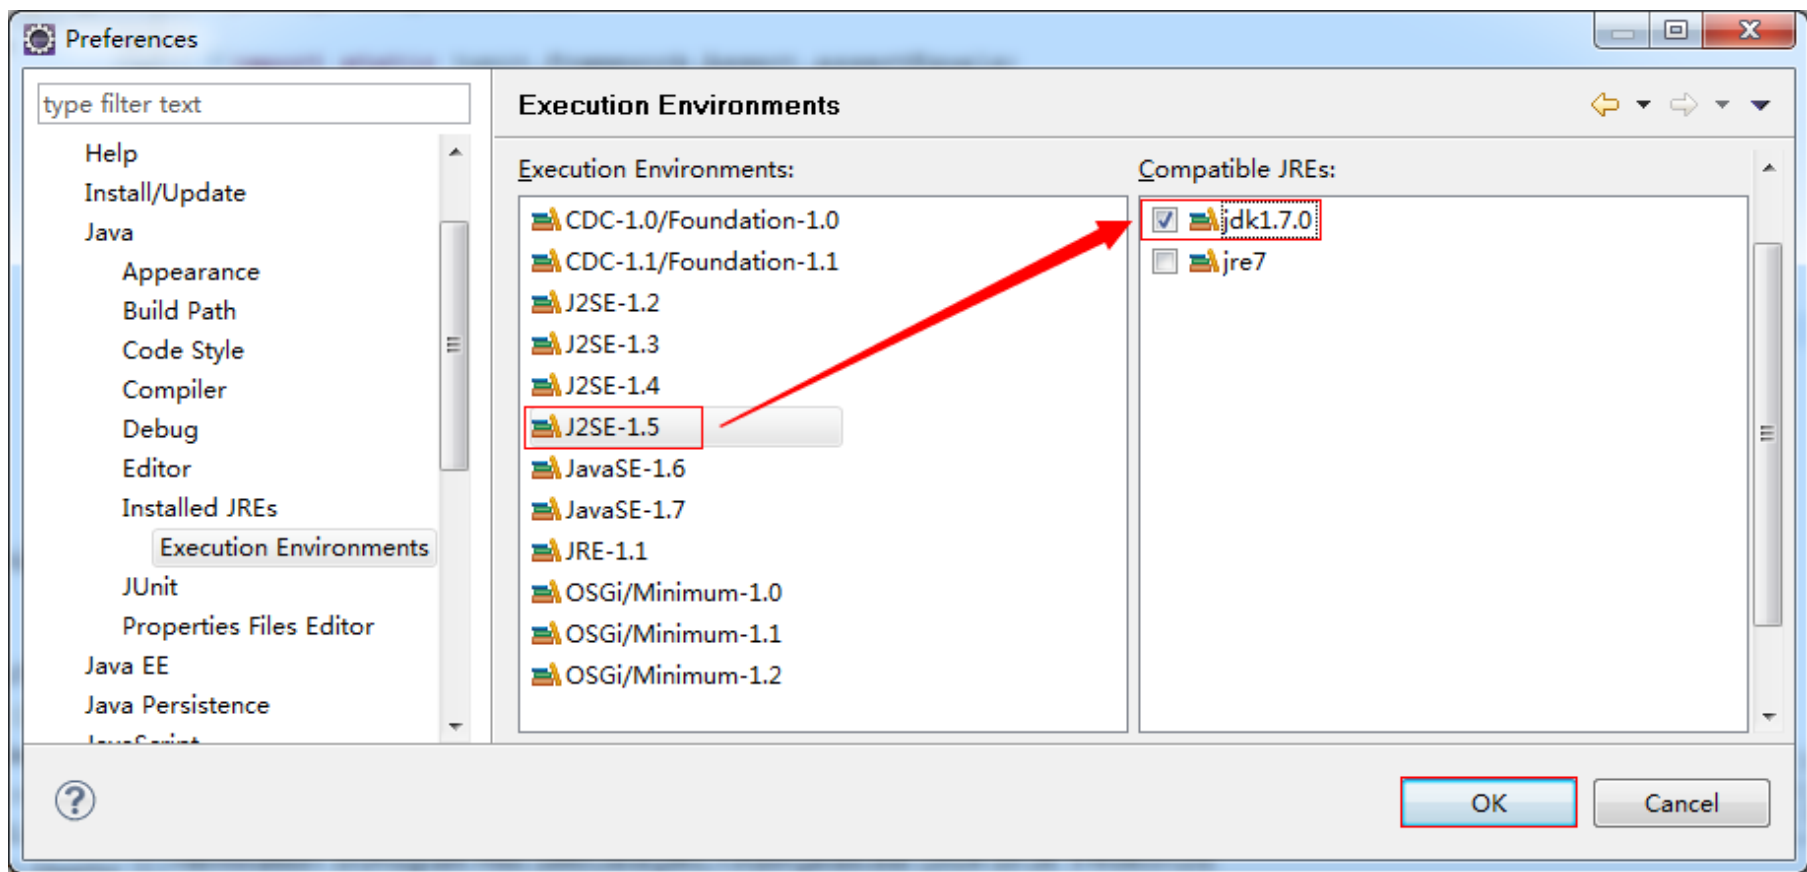 Preferences
type filter text
Help
Install/Update
Java
Appearance
Build Path
Code Style
Compiler
Debug
Editor
Installed JREs
Execution Environments
JUnit
Properties Files Editor
Java EE
Java Persistence
JavaScript
Execution Environments
Execution Environments:
CDC-1.0/Foundation-1.0
CDC-1.1/Foundation-1.1
J2SE-1.2
J2SE-1.3
J2SE-1.4
J2SE-1.5
JavaSE-1.6
JavaSE-1.7
JRE-1.1
OSGi/Minimum-1.0
OSGi/Minimum-1.1
OSGi/Minimum-1.2
Compatible JREs:
jdk1.7.0
jre7
OK
Cancel